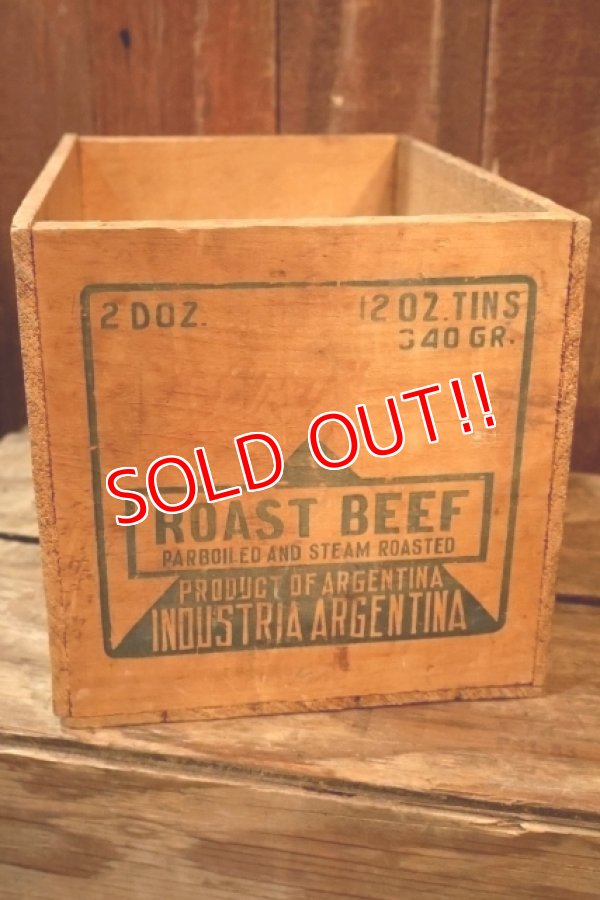 2 DOZ. 12 OZ. TINS
340 GR.
SOLD OUT!!
ROAST BEEF
PARBOILED AND STEAM ROASTED
PRODUCT OF ARGENTINA
INDUSTRIA ARGENTINA